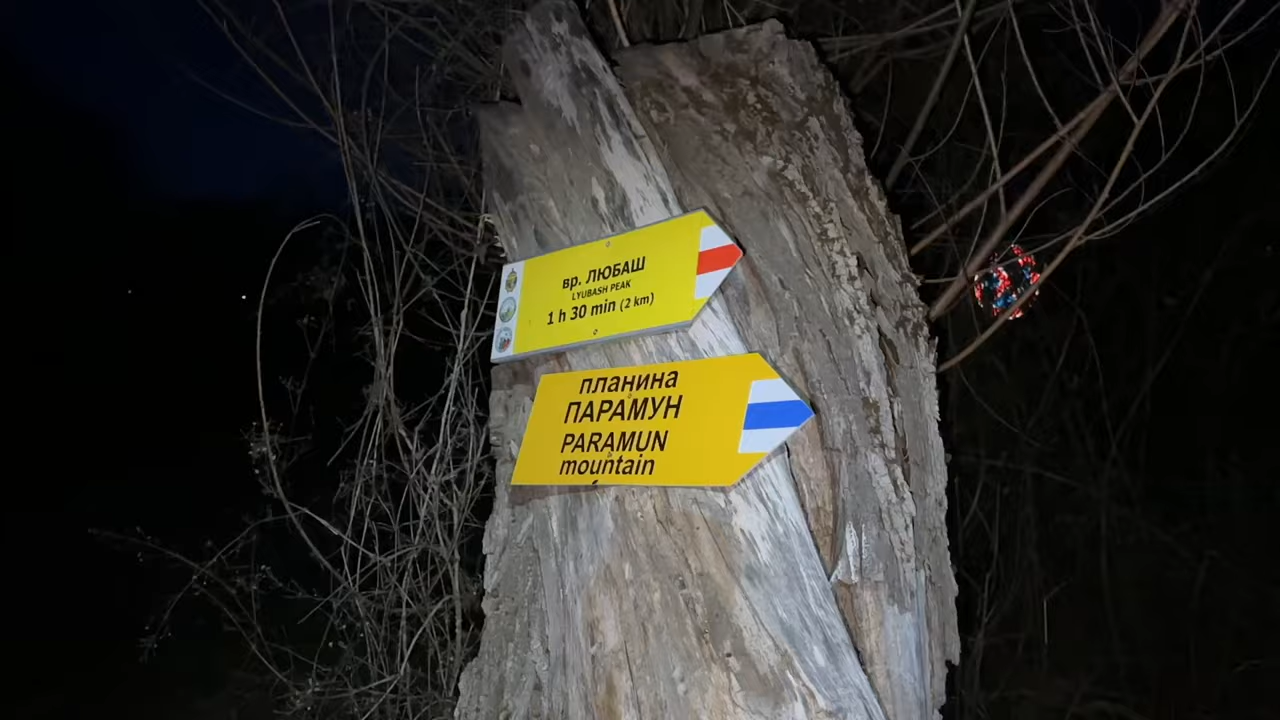 вр. ЛЮБАШ
LYUBASH PEAK
1 h 30 min (2 km)
планина
ПАРАМУН
PARAMUN
mountain